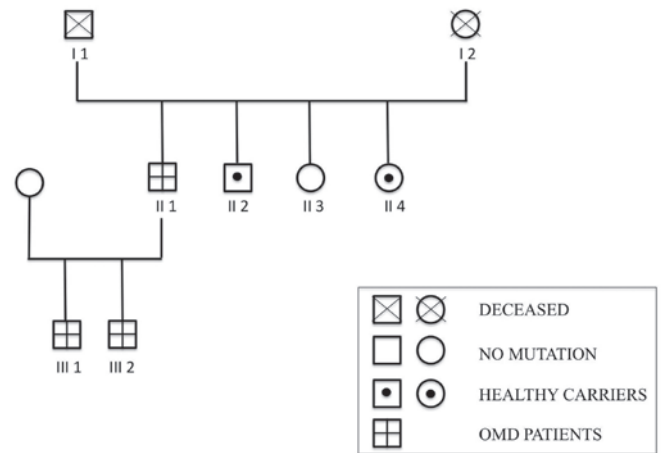 I 1
I 2
II 1
II 2
II 3
II 4
III 1
III 2
DECEASED
NO MUTATION
HEALTHY CARRIERS
OMD PATIENTS